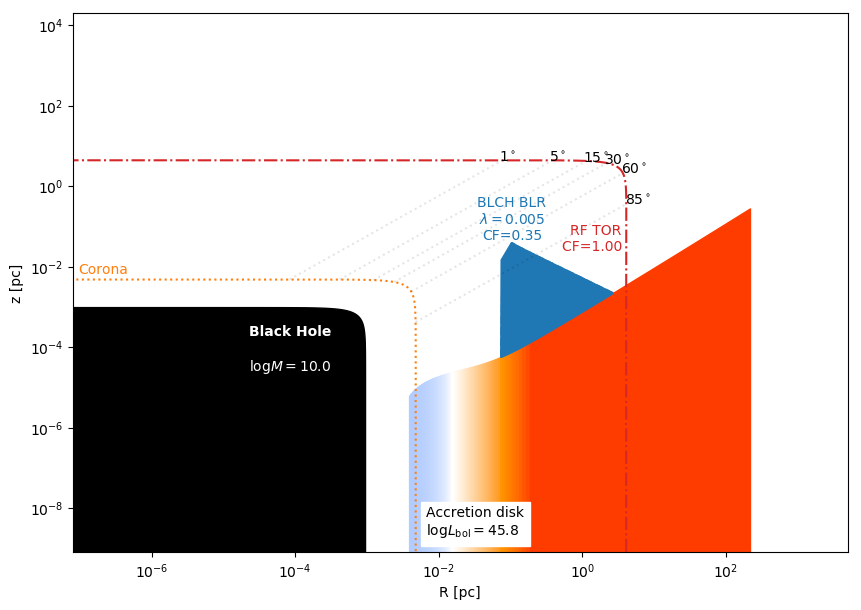 10⁴
10²
10⁰
10⁻²
10⁻⁴
10⁻⁶
10⁻⁸
z [pc]
1°
5°
15°
30°
60°
85°
BLCH BLR
λ = 0.005
CF=0.35
RF TOR
CF=1.00
Corona
Black Hole
logM = 10.0
Accretion disk
logL_bol = 45.8
10⁻⁶
10⁻⁴
10⁻²
10⁰
10²
R [pc]